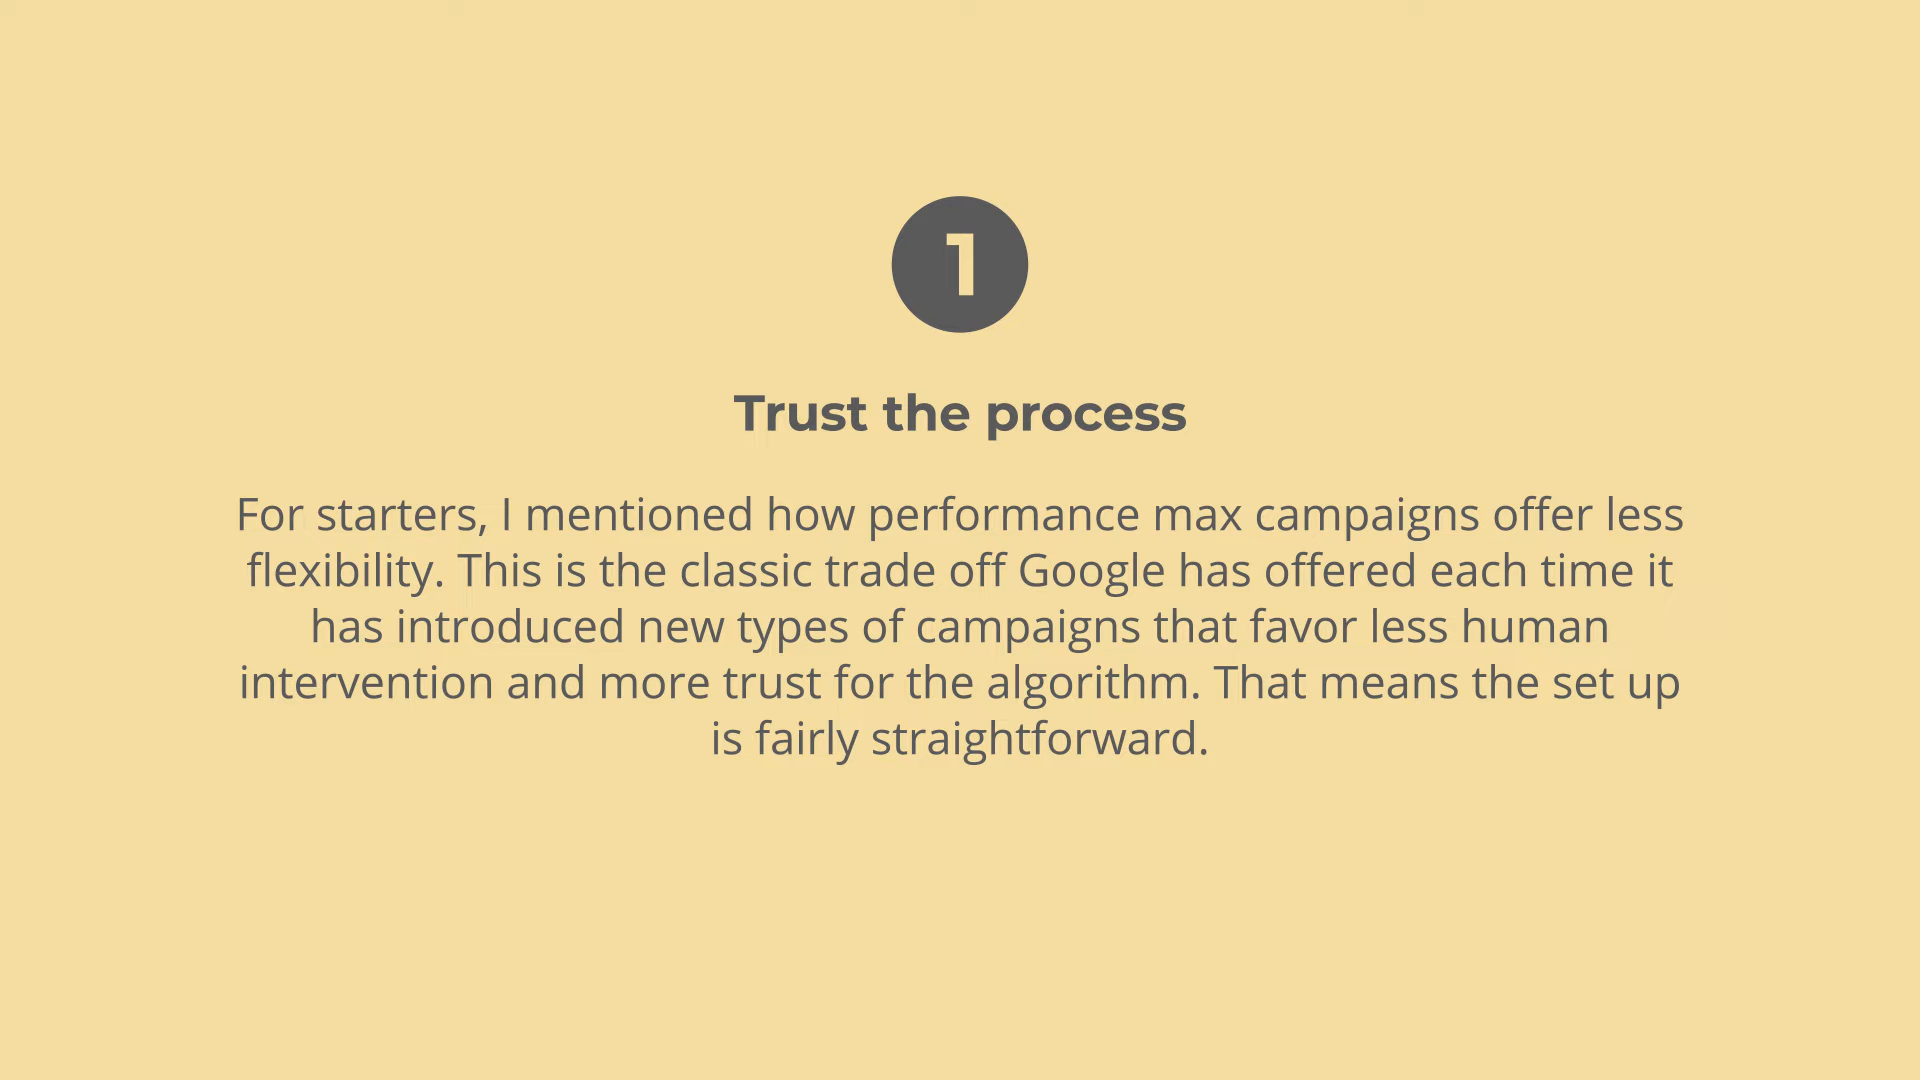 1
Trust the process
For starters, I mentioned how performance max campaigns offer less
flexibility. This is the classic trade off Google has offered each time it
has introduced new types of campaigns that favor less human
intervention and more trust for the algorithm. That means the set up
is fairly straightforward.